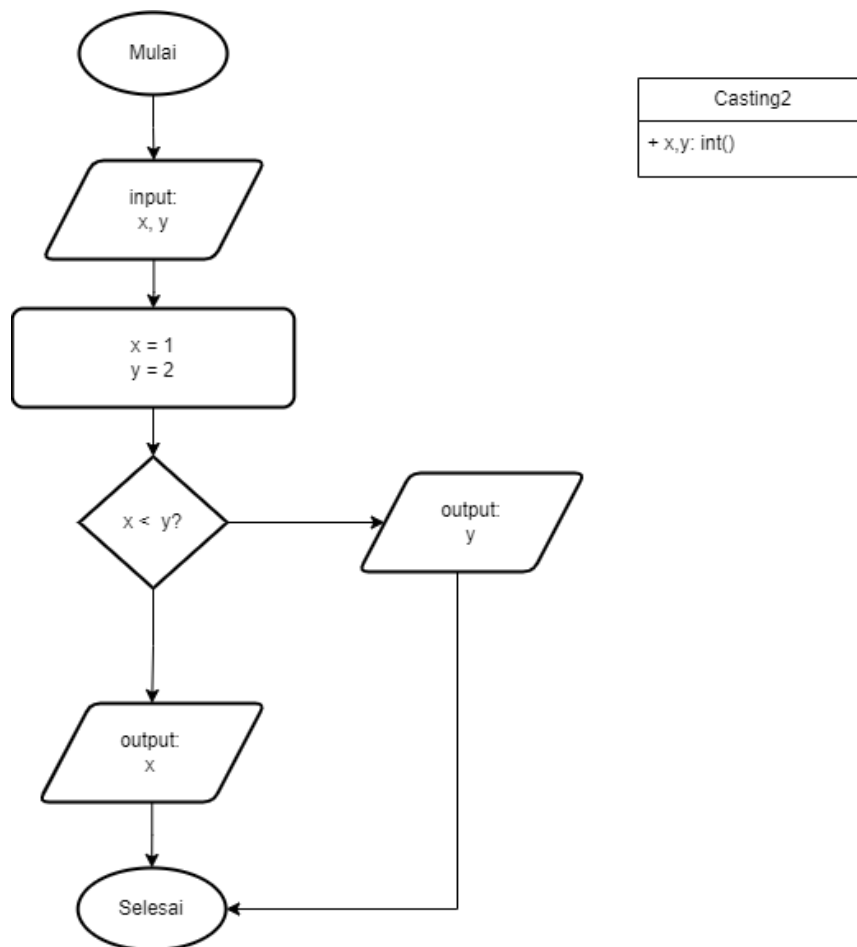 Mulai
input:
x, y
x = 1
y = 2
x < y?
output:
y
output:
x
Selesai
Casting2
+ x,y: int()